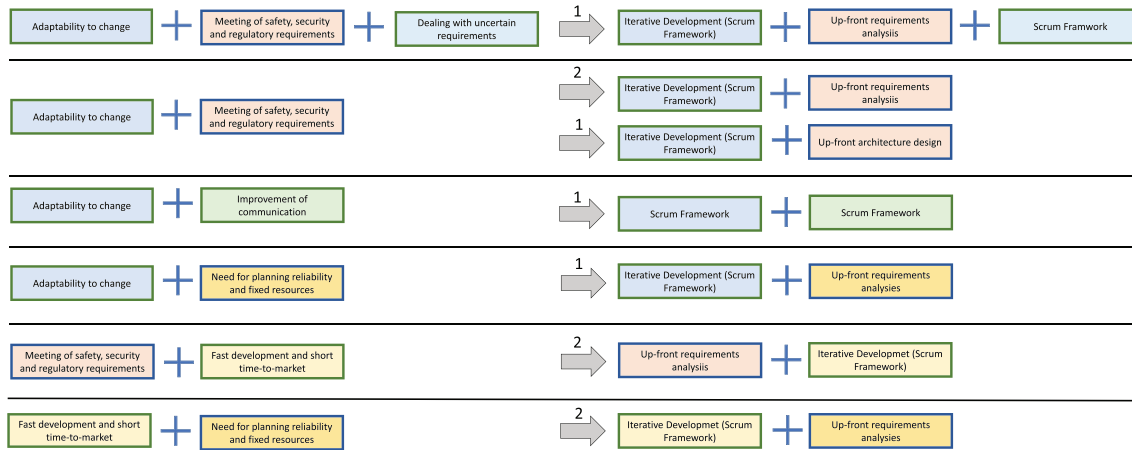 Adaptability to change
Meeting of safety, security
and regulatory requirements
Dealing with uncertain
requirements
1
Iterative Development (Scrum
Framework)
Up-front requirements
analysiis
Scrum Framwork
Adaptability to change
Meeting of safety, security
and regulatory requirements
2
Iterative Development (Scrum
Framework)
Up-front requirements
analysiis
1
Iterative Development (Scrum
Framework)
Up-front architecture design
Adaptability to change
Improvement of
communication
1
Scrum Framework
Scrum Framework
Adaptability to change
Need for planning reliability
and fixed resources
1
Iterative Development (Scrum
Framework)
Up-front requirements
analysies
Meeting of safety, security
and regulatory requirements
Fast development and short
time-to-market
2
Up-front requirements
analysiis
Iterative Developmet (Scrum
Framework)
Fast development and short
time-to-market
Need for planning reliability
and fixed resources
2
Iterative Developmet (Scrum
Framework)
Up-front requirements
analysies